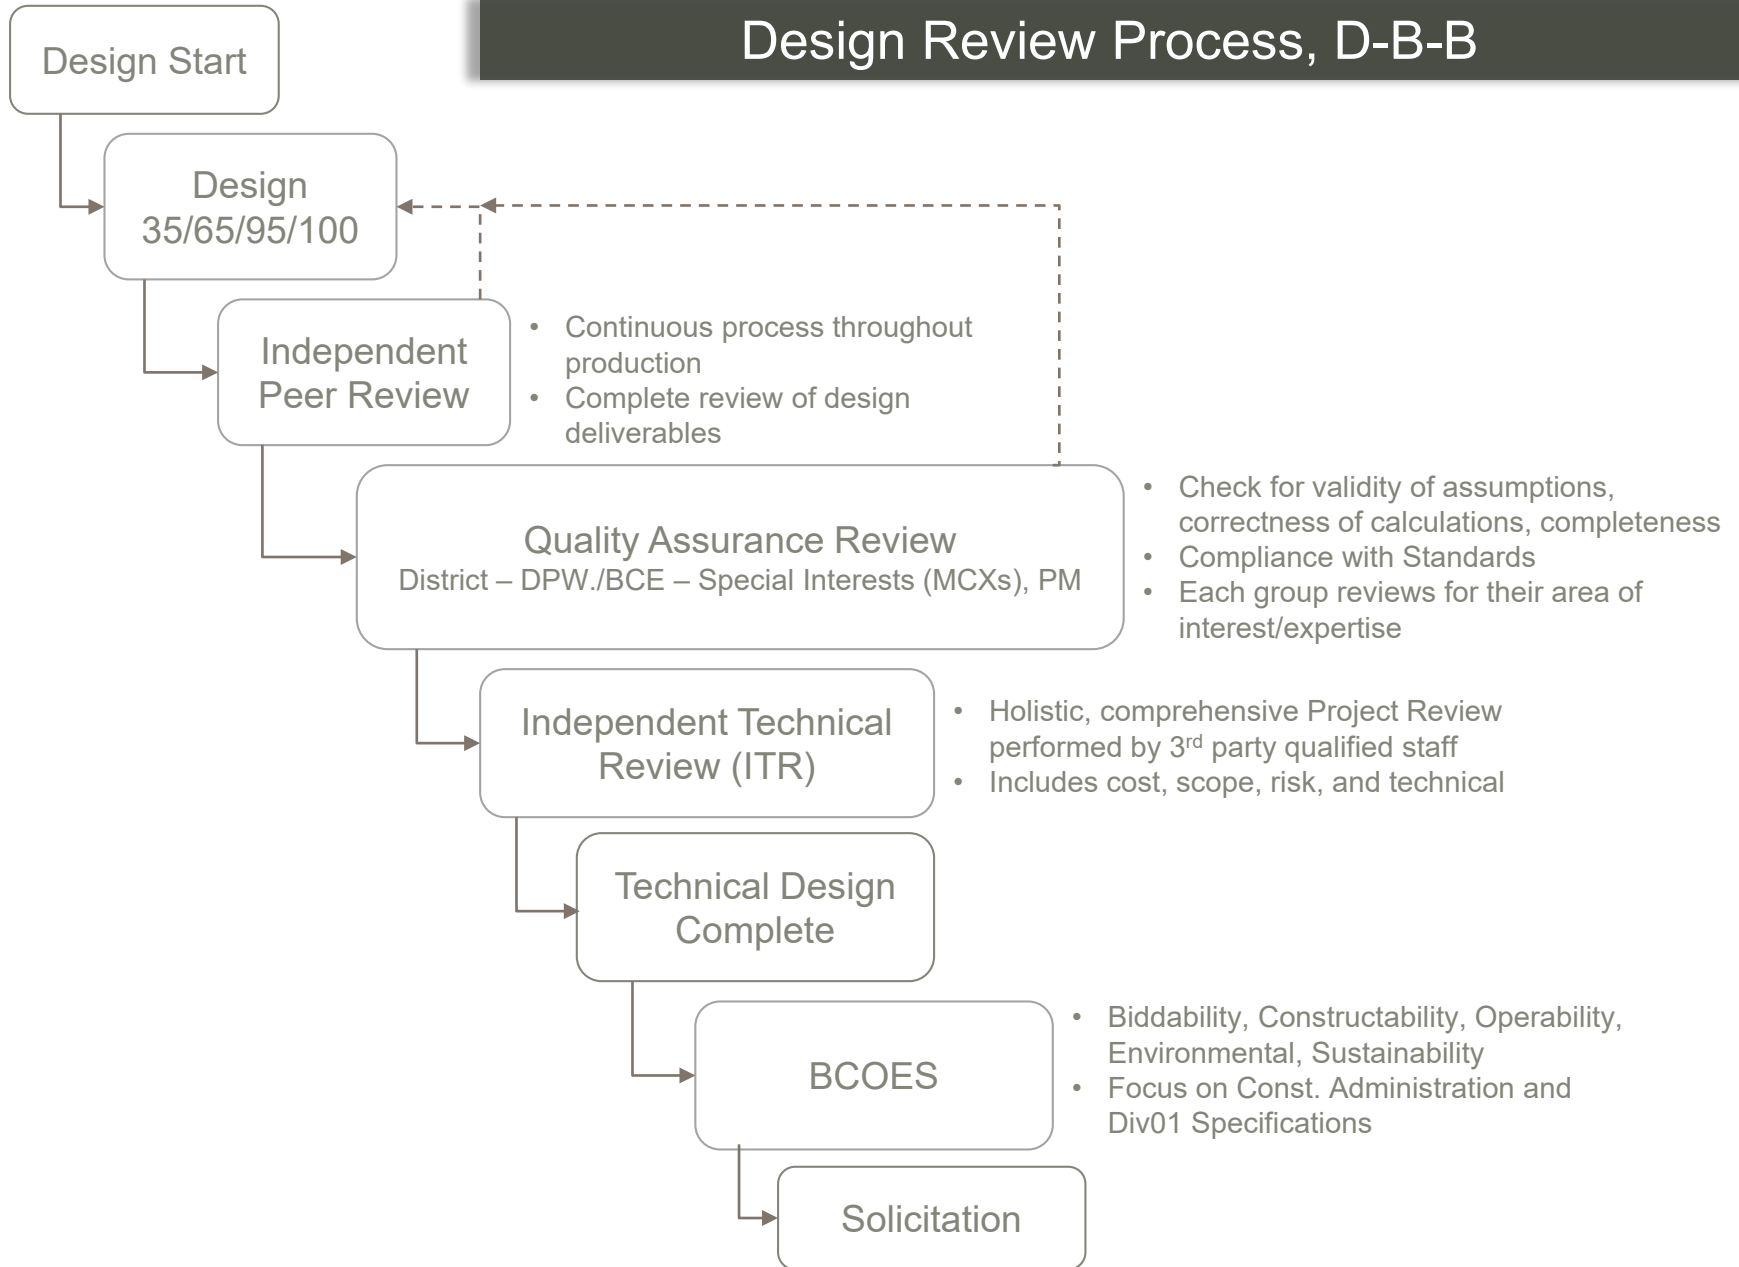 Design Review Process, D-B-B
Design Start
Design
35/65/95/100
Independent
Peer Review
• Continuous process throughout
production
• Complete review of design
deliverables
Quality Assurance Review
District – DPW./BCE – Special Interests (MCXs), PM
• Check for validity of assumptions,
correctness of calculations, completeness
• Compliance with Standards
• Each group reviews for their area of
interest/expertise
Independent Technical
Review (ITR)
• Holistic, comprehensive Project Review
performed by 3rd party qualified staff
• Includes cost, scope, risk, and technical
Technical Design
Complete
BCOES
• Biddability, Constructability, Operability,
Environmental, Sustainability
• Focus on Const. Administration and
Div01 Specifications
Solicitation